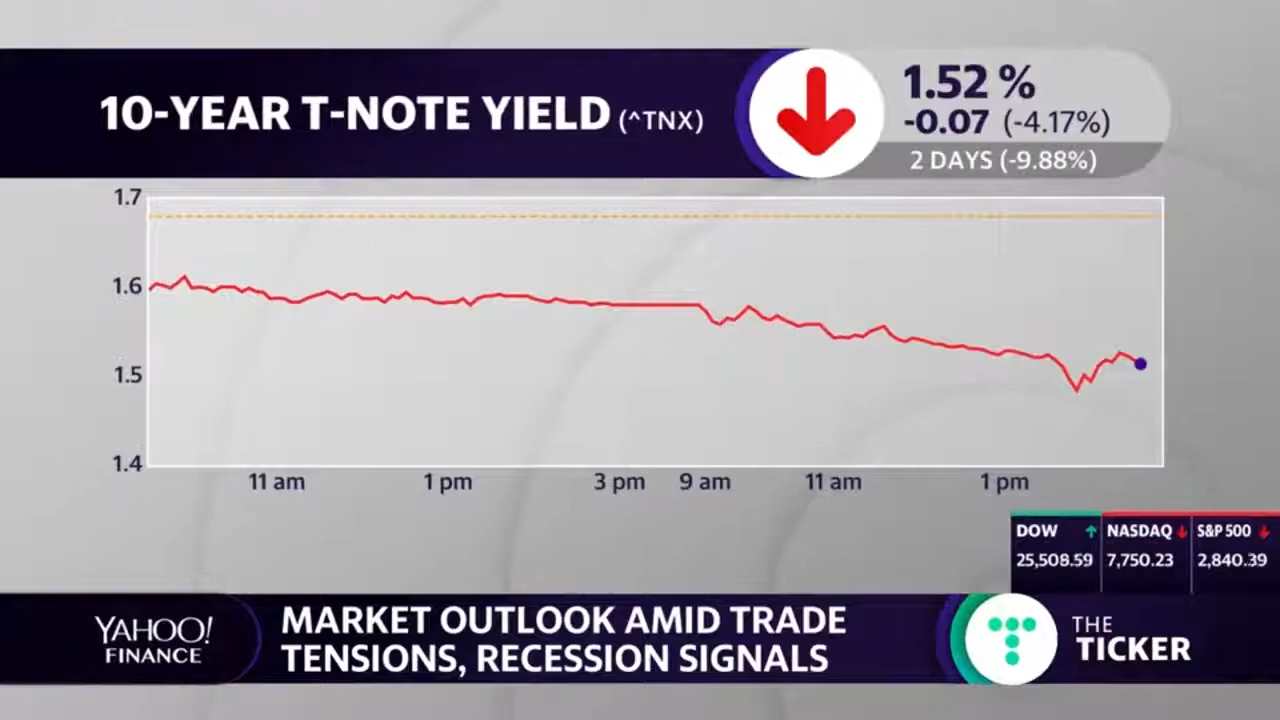 10-YEAR T-NOTE YIELD (^TNX)
1.52 %
-0.07 (-4.17%)
2 DAYS (-9.88%)
1.7
1.6
1.5
1.4
11 am 1 pm 3 pm 9 am 11 am 1 pm
DOW NASDAQ S&P 500
25,508.59 7,750.23 2,840.39
YAHOO!
FINANCE
MARKET OUTLOOK AMID TRADE
TENSIONS, RECESSION SIGNALS
THE
TICKER